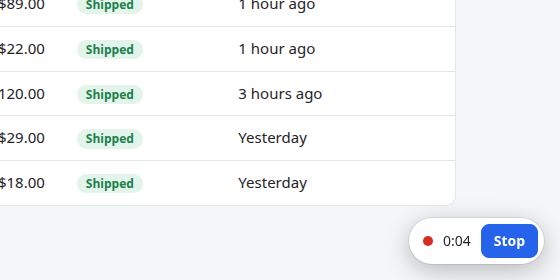 $89.00 Shipped 1 hour ago
$22.00 Shipped 1 hour ago
120.00 Shipped 3 hours ago
$29.00 Shipped Yesterday
$18.00 Shipped Yesterday
0:04 Stop